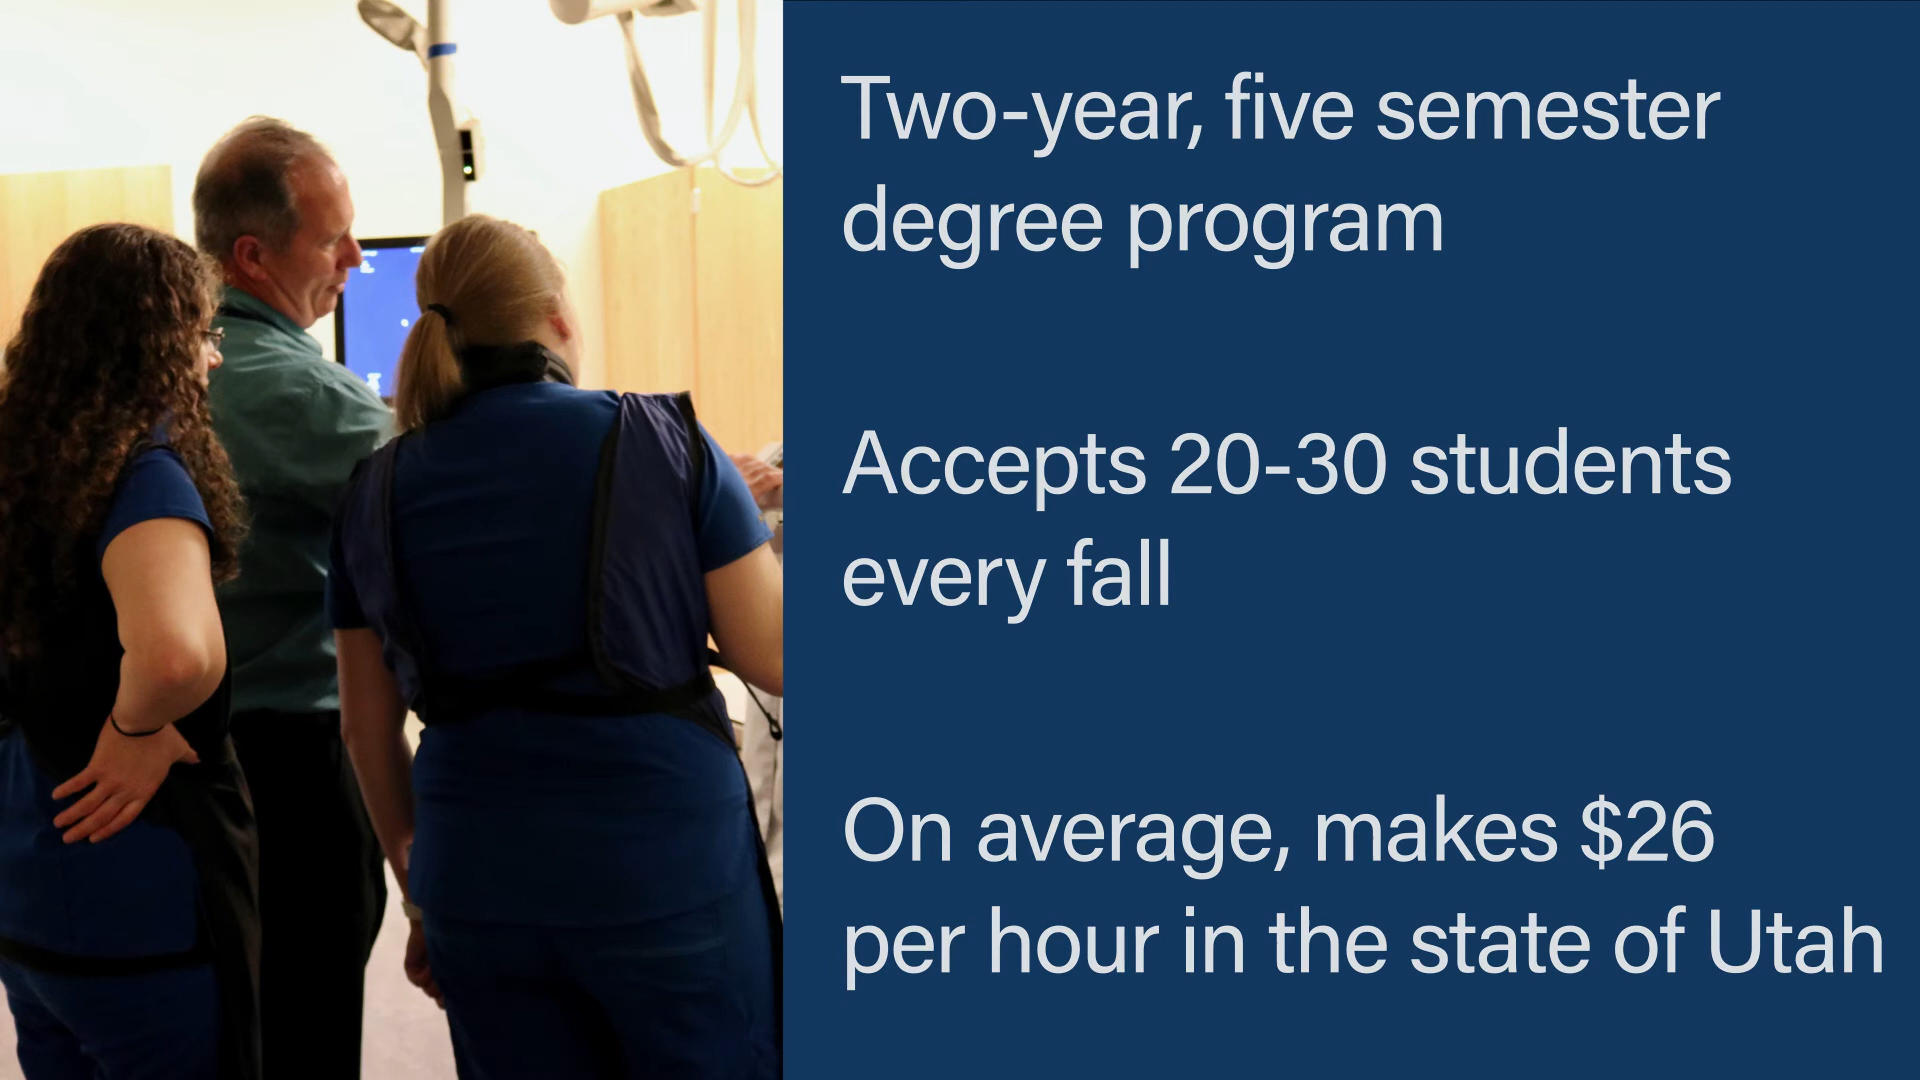 Two-year, five semester
degree program
Accepts 20-30 students
every fall
On average, makes $26
per hour in the state of Utah